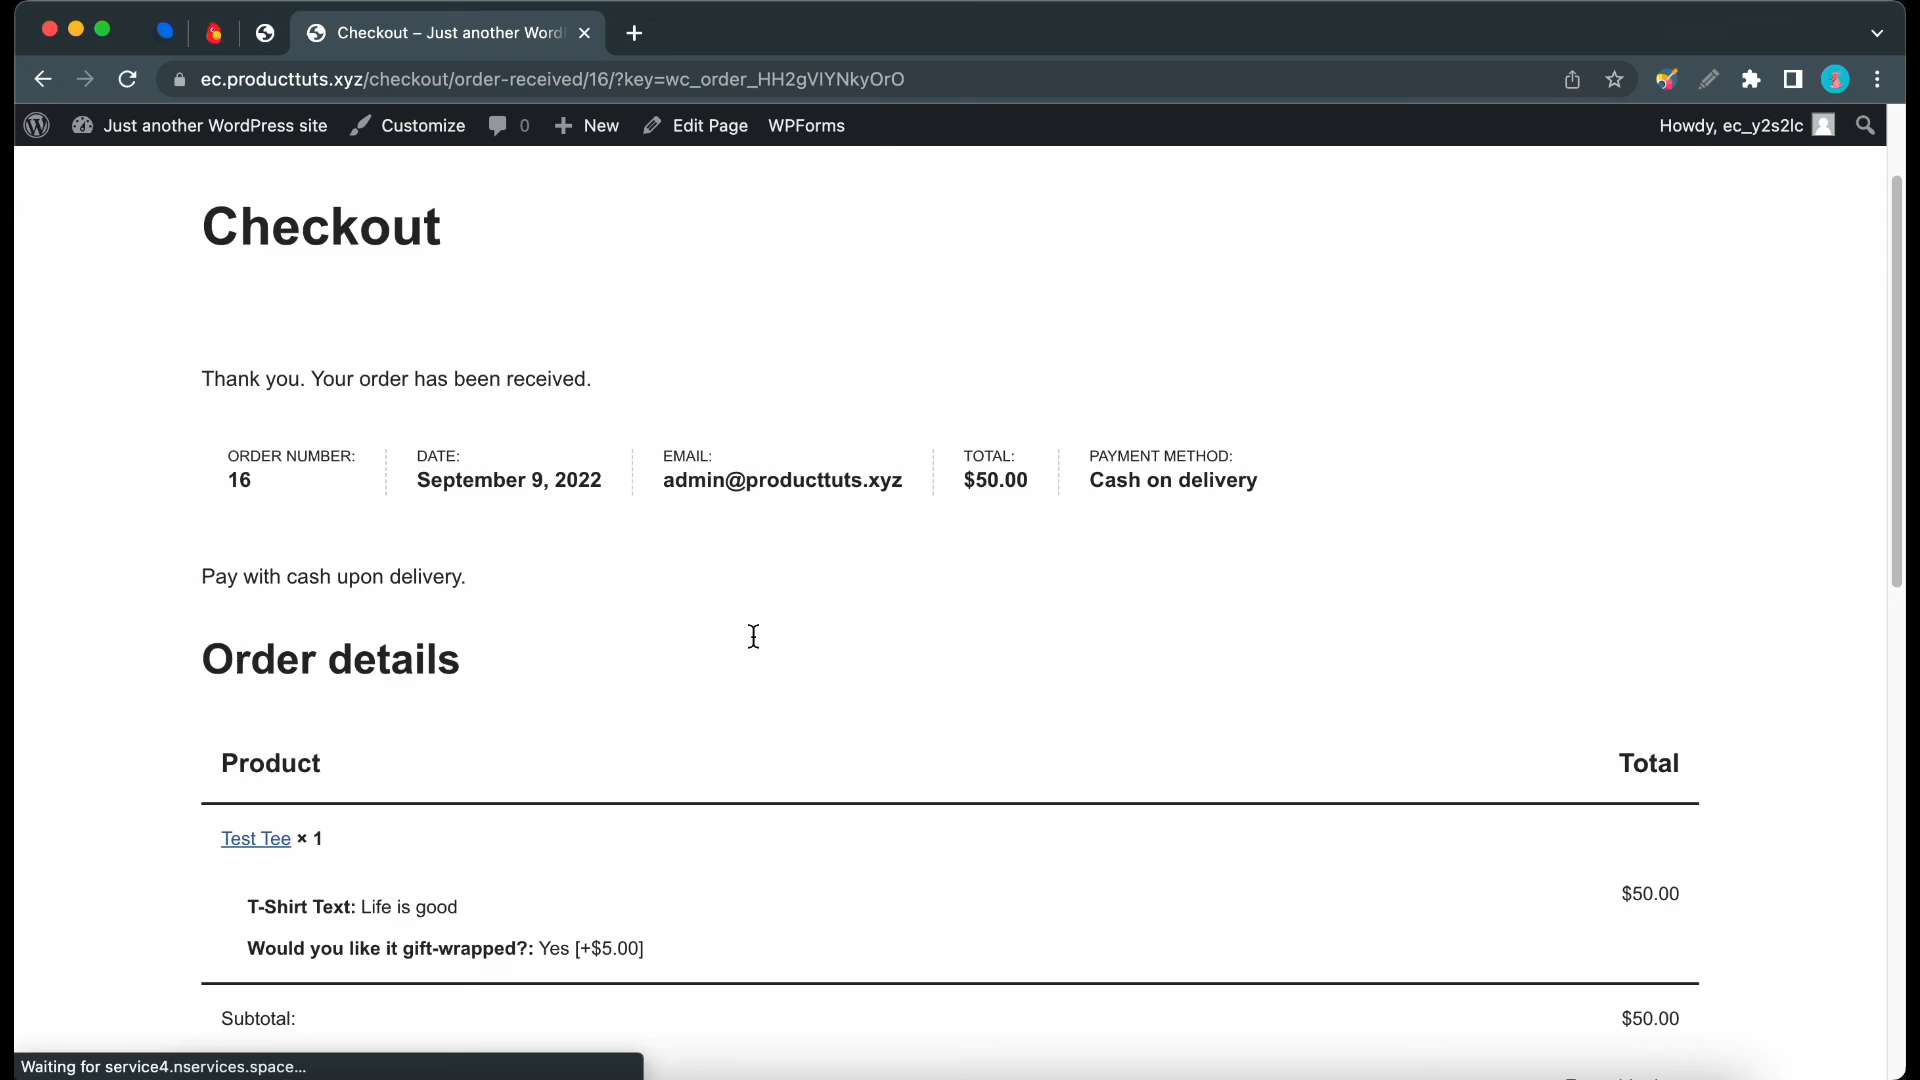 Checkout – Just another Word
ec.producttuts.xyz/checkout/order-received/16/?key=wc_order_HH2gVIYNkyOrO
Just another WordPress site Customize 0 New Edit Page WPForms Howdy, ec_y2s2lc
Checkout
Thank you. Your order has been received.
ORDER NUMBER: DATE: EMAIL: TOTAL: PAYMENT METHOD:
16 September 9, 2022 admin@producttuts.xyz $50.00 Cash on delivery
Pay with cash upon delivery.
Order details
Product Total
Test Tee × 1
$50.00
T-Shirt Text: Life is good
Would you like it gift-wrapped?: Yes [+$5.00]
Subtotal: $50.00
Waiting for service4.nservices.space...